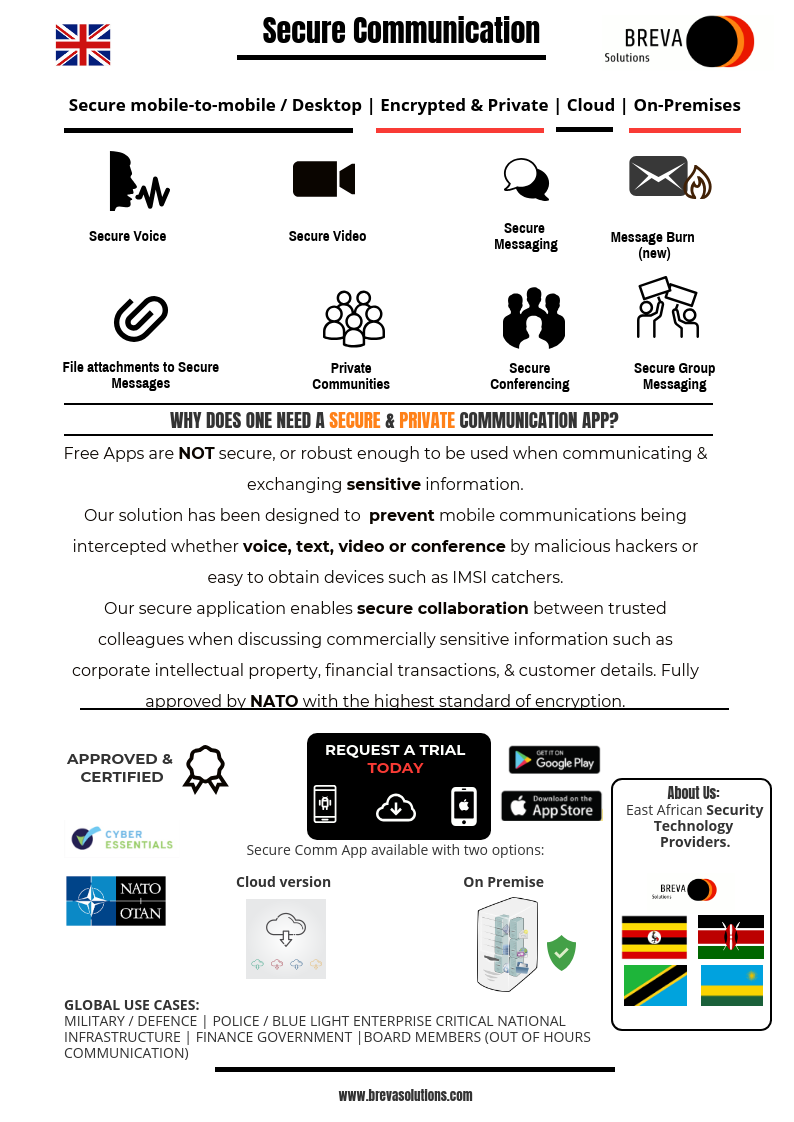 Secure Communication
BREVA
Solutions
Secure mobile-to-mobile / Desktop | Encrypted & Private | Cloud | On-Premises
Secure Voice
Secure Video
Secure
Messaging
Message Burn
(new)
File attachments to Secure
Messages
Private
Communities
Secure
Conferencing
Secure Group
Messaging
WHY DOES ONE NEED A SECURE & PRIVATE COMMUNICATION APP?
Free Apps are NOT secure, or robust enough to be used when communicating &
exchanging sensitive information.
Our solution has been designed to prevent mobile communications being
intercepted whether voice, text, video or conference by malicious hackers or
easy to obtain devices such as IMSI catchers.
Our secure application enables secure collaboration between trusted
colleagues when discussing commercially sensitive information such as
corporate intellectual property, financial transactions, & customer details. Fully
approved by NATO with the highest standard of encryption.
APPROVED &
CERTIFIED
CYBER
ESSENTIALS
NATO
OTAN
REQUEST A TRIAL
TODAY
GET IT ON
Google Play
Download on the
App Store
Secure Comm App available with two options:
Cloud version
On Premise
About Us:
East African Security
Technology
Providers.
BREVA
Solutions
GLOBAL USE CASES:
MILITARY / DEFENCE | POLICE / BLUE LIGHT ENTERPRISE CRITICAL NATIONAL
INFRASTRUCTURE | FINANCE GOVERNMENT |BOARD MEMBERS (OUT OF HOURS
COMMUNICATION)
www.brevasolutions.com